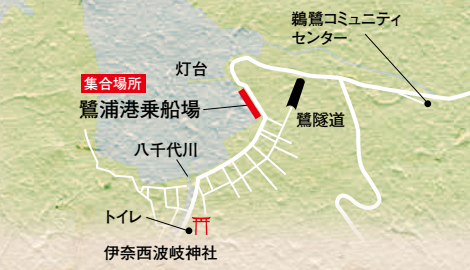 鵜鷺コミュニティ
センター
灯台
集合場所
鷺浦港乗船場
鷺隧道
八千代川
トイレ
伊奈西波岐神社